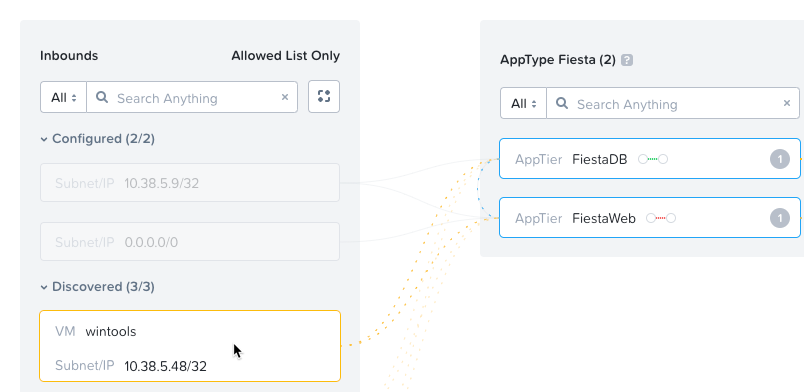 Inbounds
Allowed List Only
All
Search Anything
×
Configured (2/2)
Subnet/IP 10.38.5.9/32
Subnet/IP 0.0.0.0/0
Discovered (3/3)
VM wintools
Subnet/IP 10.38.5.48/32
AppType Fiesta (2) ?
All
Search Anything
×
AppTier FiestaDB 1
AppTier FiestaWeb 1